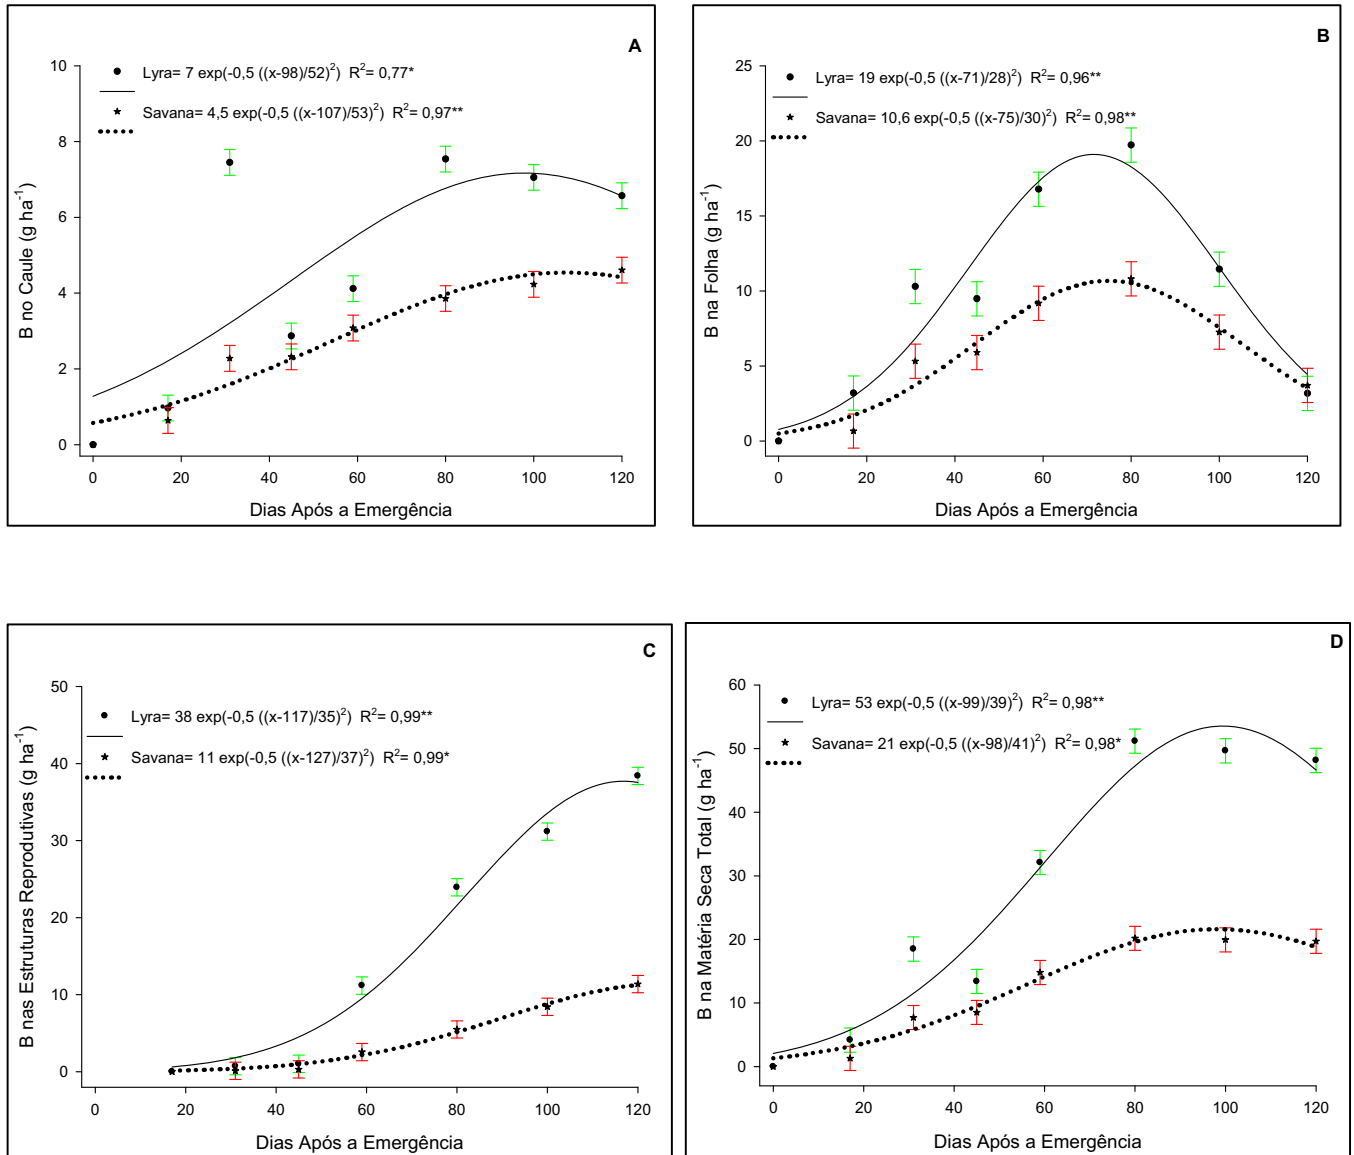 A
B no Caule (g ha⁻¹)
10
8
6
4
2
0
Lyra= 7 exp(-0,5 ((x-98)/52)²) R²= 0,77*
Savana= 4,5 exp(-0,5 ((x-107)/53)²) R²= 0,97**
0 20 40 60 80 100 120
Dias Após a Emergência
B
B na Folha (g ha⁻¹)
25
20
15
10
5
0
Lyra= 19 exp(-0,5 ((x-71)/28)²) R²= 0,96**
Savana= 10,6 exp(-0,5 ((x-75)/30)²) R²= 0,98**
0 20 40 60 80 100 120
Dias Após a Emergência
C
B nas Estruturas Reprodutivas (g ha⁻¹)
50
40
30
20
10
0
Lyra= 38 exp(-0,5 ((x-117)/35)²) R²= 0,99**
Savana= 11 exp(-0,5 ((x-127)/37)²) R²= 0,99*
0 20 40 60 80 100 120
Dias Após a Emergência
D
B na Matéria Seca Total (g ha⁻¹)
60
50
40
30
20
10
0
Lyra= 53 exp(-0,5 ((x-99)/39)²) R²= 0,98**
Savana= 21 exp(-0,5 ((x-98)/41)²) R²= 0,98*
0 20 40 60 80 100 120
Dias Após a Emergência